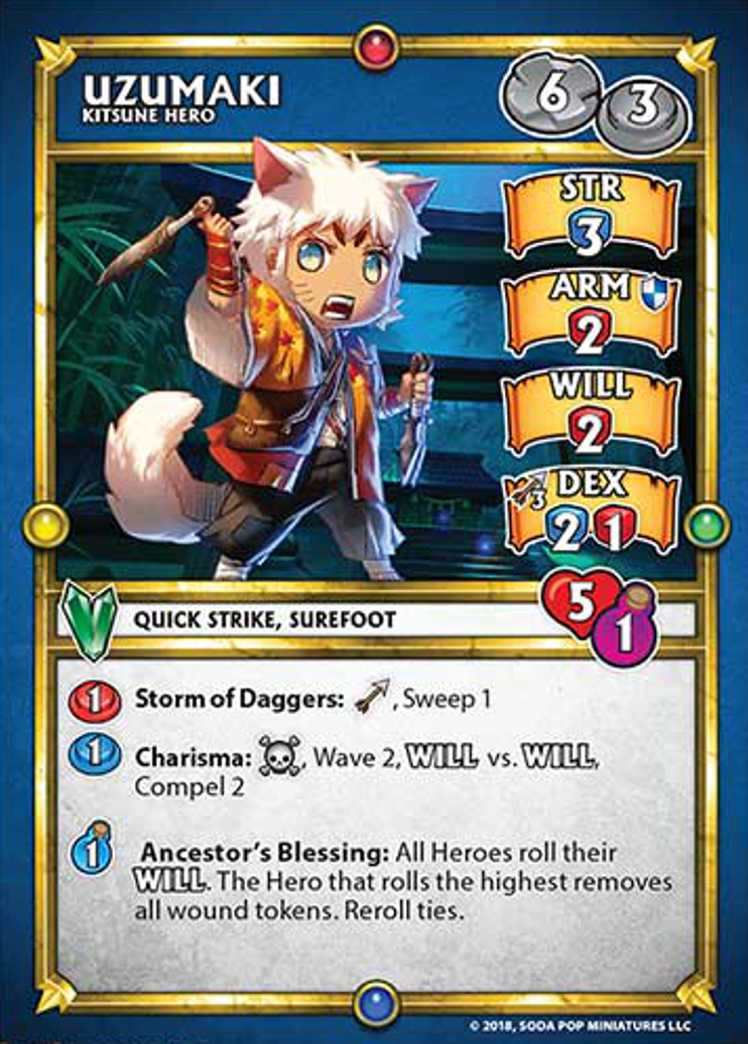 UZUMAKI
KITSUNE HERO
6
3
STR
3
ARM
2
WILL
2
3 DEX
2 1
5
1
QUICK STRIKE, SUREFOOT
1 Storm of Daggers: , Sweep 1
1 Charisma: , Wave 2, WILL vs. WILL,
Compel 2
1 Ancestor's Blessing: All Heroes roll their
WILL. The Hero that rolls the highest removes
all wound tokens. Reroll ties.
© 2018, SODA POP MINIATURES LLC